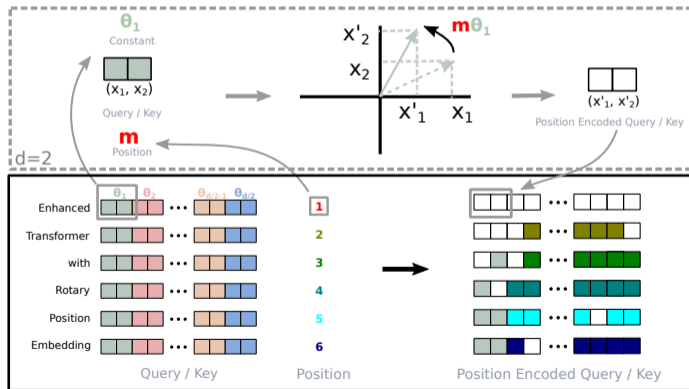 θ₁
Constant
(x₁, x₂)
Query / Key
m
Position
d=2
x'₂
x₂
x'₁
x₁
mθ₁
(x'₁, x'₂)
Position Encoded Query / Key
θ₁ θ₂ θd/2-1 θd/2
Enhanced ••• 1 •••
Transformer ••• 2 •••
with ••• 3 •••
Rotary ••• 4 •••
Position ••• 5 •••
Embedding ••• 6 •••
Query / Key Position Position Encoded Query / Key